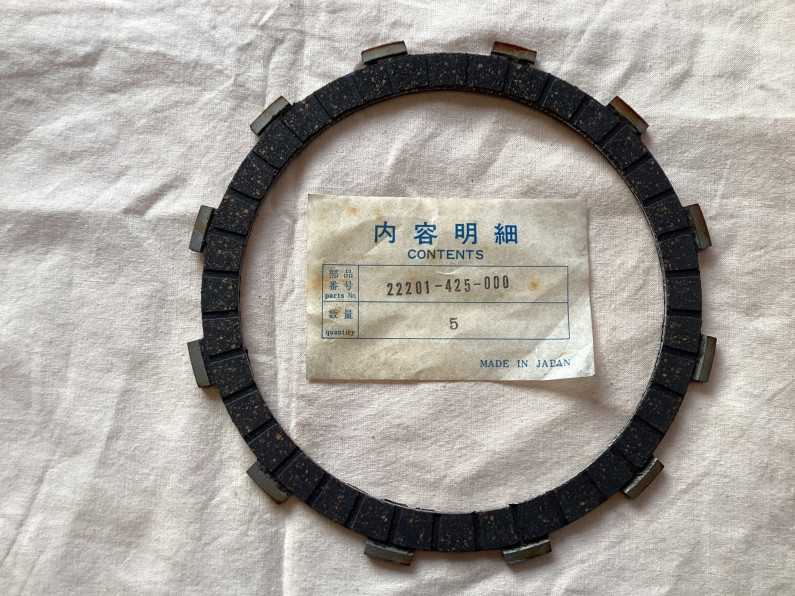 内容明細
CONTENTS
部品
番号
parts No.
22201-425-000
数量
quantity
5
MADE IN JAPAN